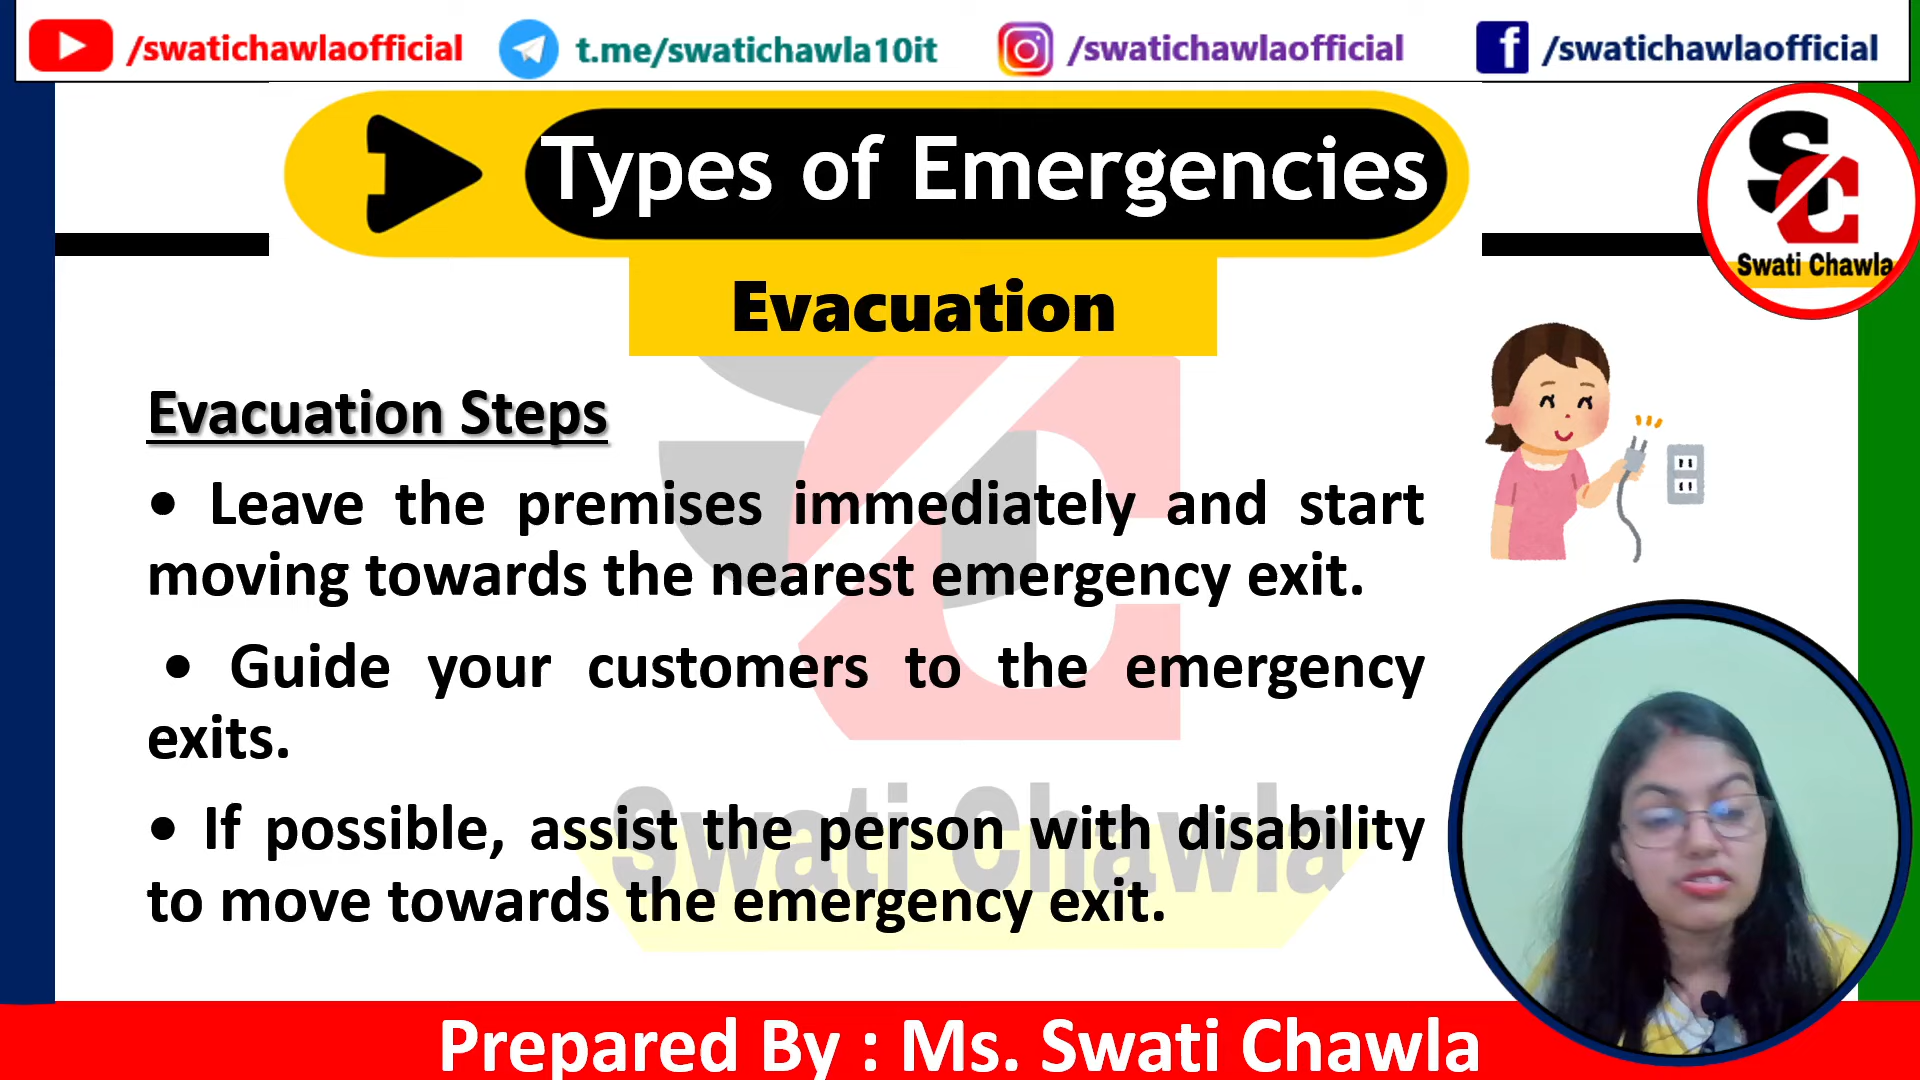 /swatichawlaofficial t.me/swatichawla10it /swatichawlaofficial /swatichawlaofficial
Types of Emergencies
SC
Swati Chawla
Evacuation
Evacuation Steps
• Leave the premises immediately and start
moving towards the nearest emergency exit.
• Guide your customers to the emergency
exits.
• If possible, assist the person with disability
to move towards the emergency exit.
Swati Chawla
Prepared By : Ms. Swati Chawla